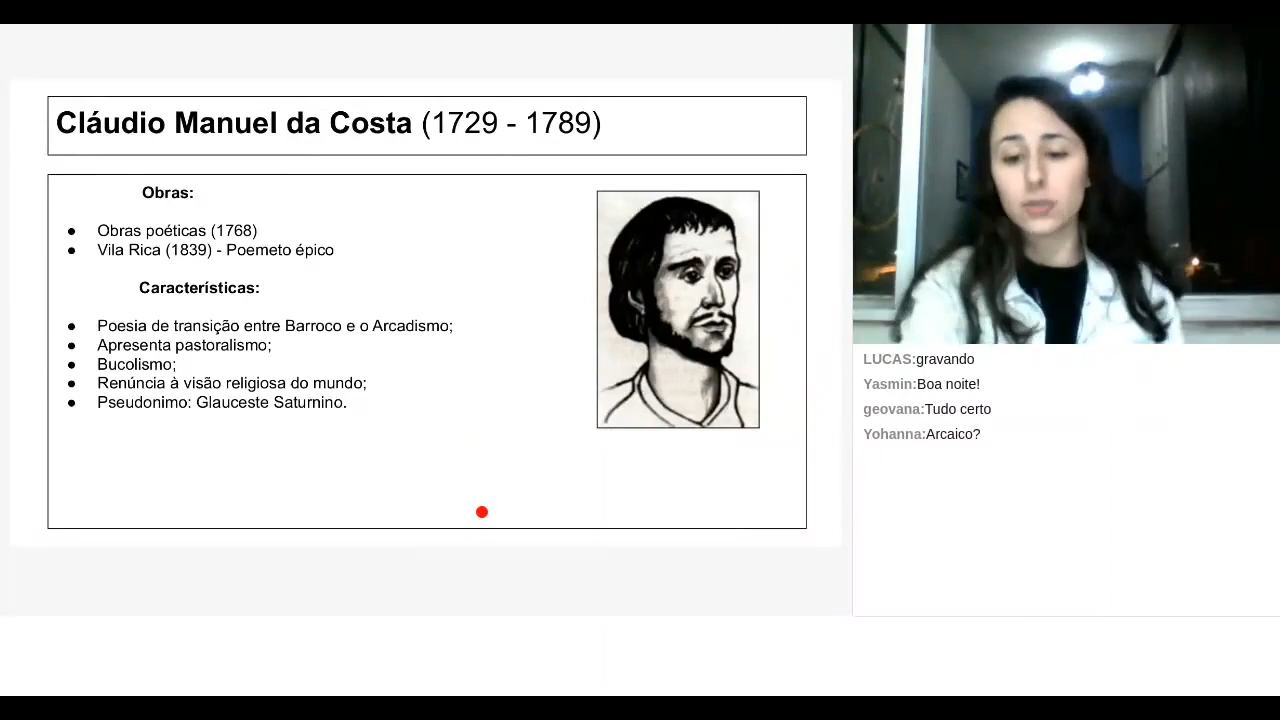 Cláudio Manuel da Costa (1729 - 1789)
Obras:
● Obras poéticas (1768)
● Vila Rica (1839) - Poemeto épico
Características:
● Poesia de transição entre Barroco e o Arcadismo;
● Apresenta pastoralismo;
● Bucolismo;
● Renúncia à visão religiosa do mundo;
● Pseudonimo: Glauceste Saturnino.
LUCAS:gravando
Yasmin:Boa noite!
geovana:Tudo certo
Yohanna:Arcaico?